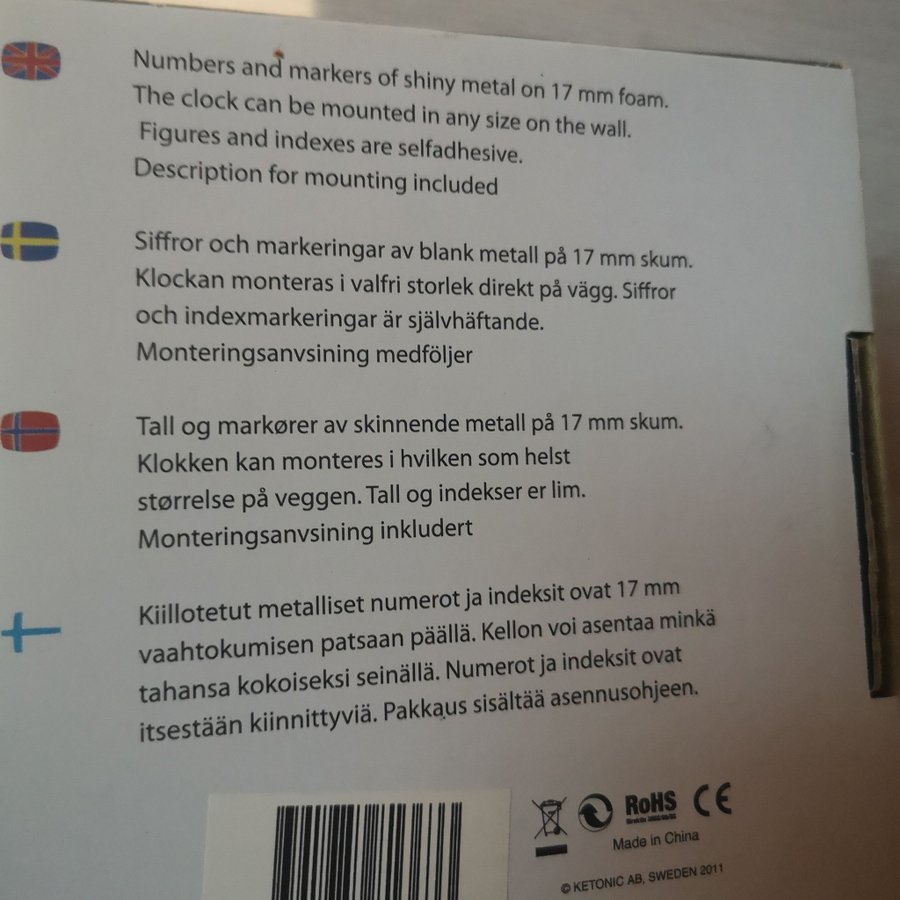 Numbers and markers of shiny metal on 17 mm foam.
The clock can be mounted in any size on the wall.
Figures and indexes are selfadhesive.
Description for mounting included
Siffror och markeringar av blank metall på 17 mm skum.
Klockan monteras i valfri storlek direkt på vägg. Siffror
och indexmarkeringar är självhäftande.
Monteringsanvsining medföljer
Tall og markører av skinnende metall på 17 mm skum.
Klokken kan monteres i hvilken som helst
størrelse på veggen. Tall og indekser er lim.
Monteringsanvsining inkludert
Kiillotetut metalliset numerot ja indeksit ovat 17 mm
vaahtokumisen patsaan päällä. Kellon voi asentaa minkä
tahansa kokoiseksi seinällä. Numerot ja indeksit ovat
itsestään kiinnittyviä. Pakkaus sisältää asennusohjeen.
RoHS CE
Made in China
© KETONIC AB, SWEDEN 2011